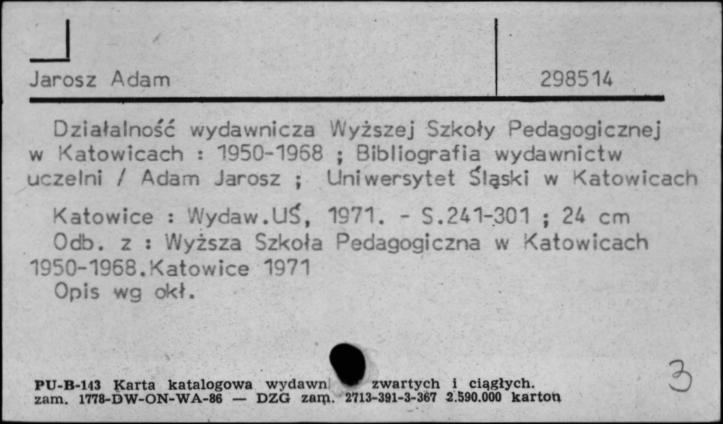 Jarosz Adam 298514
Działalność wydawnicza Wyższej Szkoły Pedagogicznej
w Katowicach : 1950-1968 ; Bibliografia wydawnictw
uczelni / Adam Jarosz ; Uniwersytet Śląski w Katowicach
Katowice : Wydaw.UŚ, 1971. - S.241-301 ; 24 cm
Odb. z : Wyższa Szkoła Pedagogiczna w Katowicach
1950-1968.Katowice 1971
Opis wg okł.
PU-B-143 Karta katalogowa wydawn zwartych i ciągłych.
zam. 1778-DW-ON-WA-86 — DZG zam. 2713-391-3-367 2.590.000 karton
3